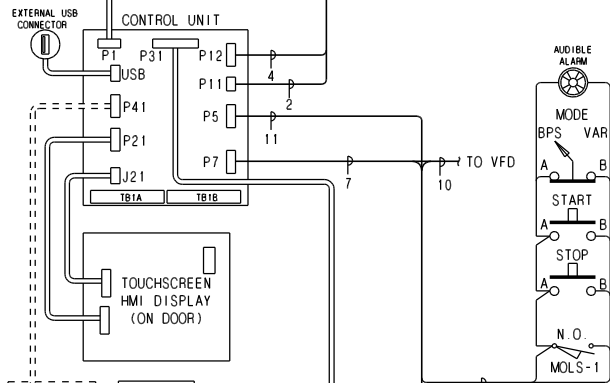 EXTERNAL USB
CONNECTOR
CONTROL UNIT
P1
P31
P12
USB
P11
P41
P5
P21
P7
J21
TB1A
TB1B
4
2
11
7
10
TO VFD
TOUCHSCREEN
HMI DISPLAY
(ON DOOR)
AUDIBLE
ALARM
MODE
BPS
VAR
A
B
START
A
B
STOP
A
B
N.O.
MOLS-1